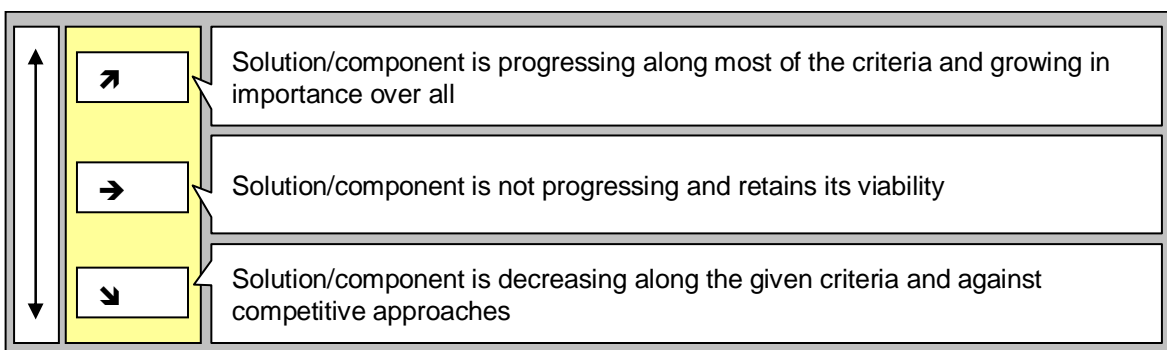 ➚ Solution/component is progressing along most of the criteria and growing in
importance over all
➔ Solution/component is not progressing and retains its viability
➘ Solution/component is decreasing along the given criteria and against
competitive approaches